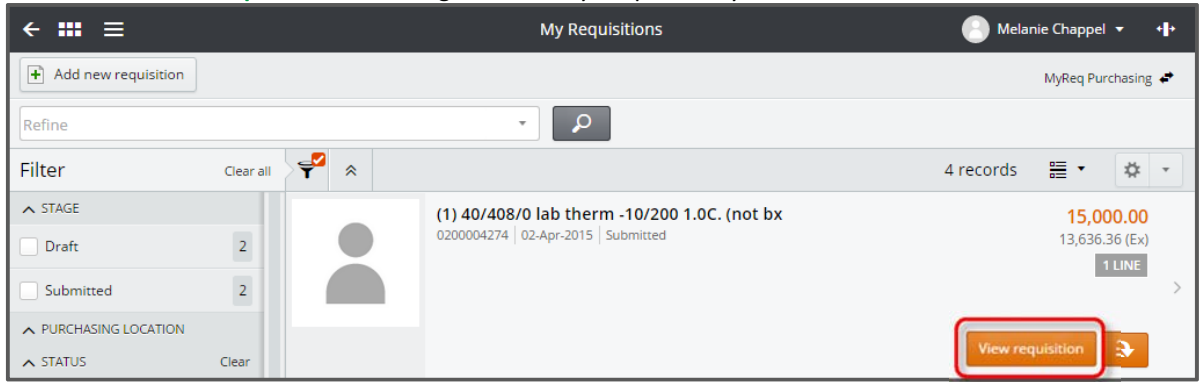 My Requisitions
Melanie Chappel
Add new requisition
MyReq Purchasing
Refine
Filter
Clear all
4 records
STAGE
Draft 2
Submitted 2
PURCHASING LOCATION
STATUS Clear
(1) 40/408/0 lab therm -10/200 1.0C. (not bx
0200004274 | 02-Apr-2015 | Submitted
15,000.00
13,636.36 (Ex)
1 LINE
View requisition